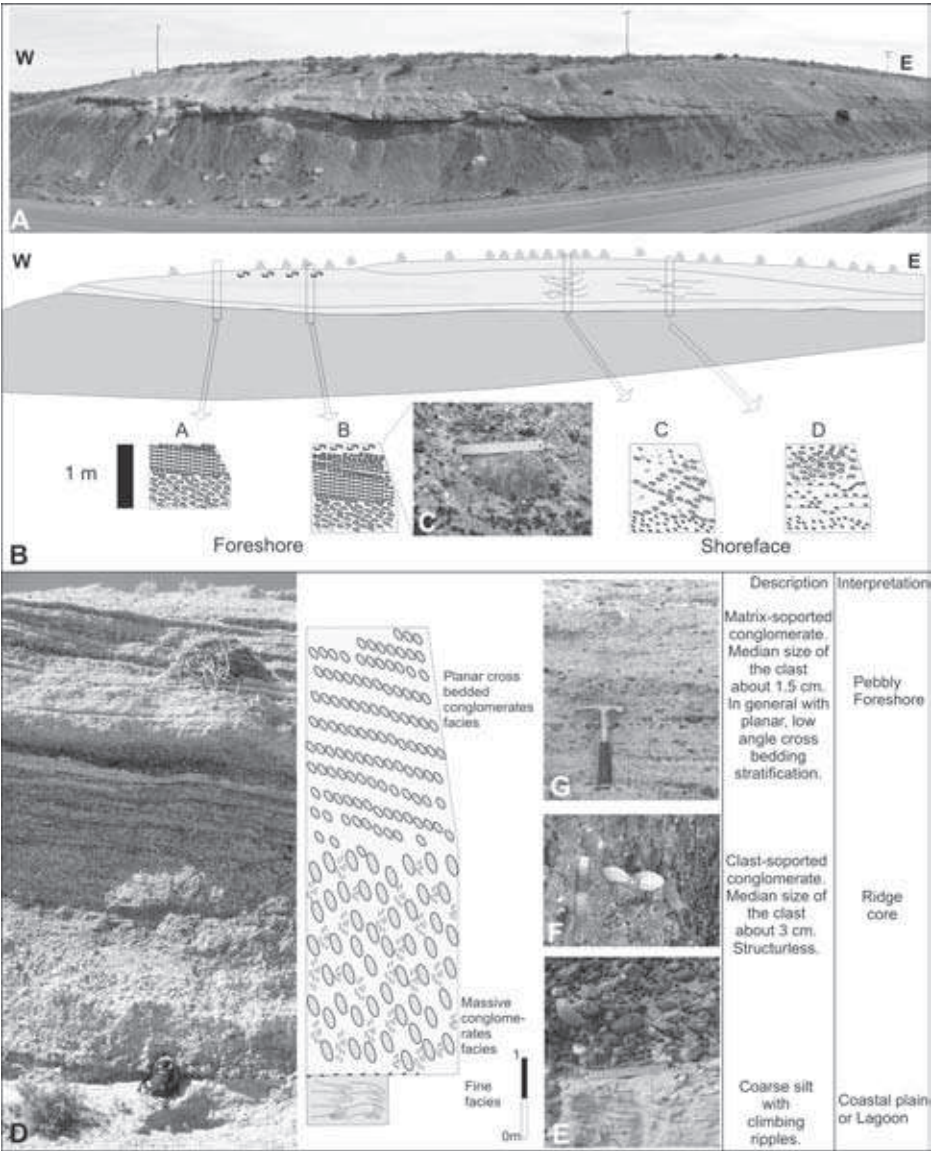 W
E
A
W
E
A
B
C
D
1 m
C
B
Foreshore
Shoreface
Description
Interpretation
Matrix-soported
conglomerate.
Median size of
the clast
about 1.5 cm.
In general with
planar, low
angle cross
bedding
stratification.
Pebbly
Foreshore
Planar cross
bedded
conglomerates
facies
G
Clast-soported
conglomerate.
Median size of
the clast
about 3 cm.
Structurless.
Ridge
core
F
Massive
conglome-
rates
facies
1
Fine
facies
0m
Coarse silt
with
climbing
ripples.
Coastal plain
or Lagoon
D
E